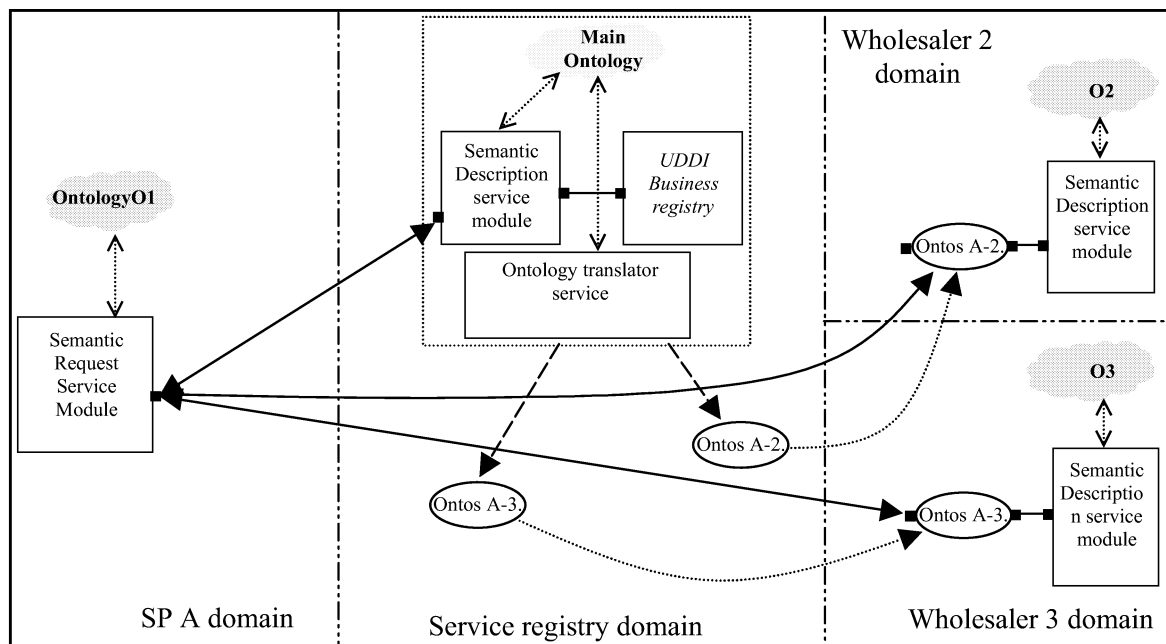 Main
Ontology
Wholesaler 2
domain
O2
Semantic
Description
service
module
UDDI
Business
registry
OntologyO1
Semantic
Description
service
module
Ontos A-2.
Ontology translator
service
Semantic
Request
Service
Module
O3
Ontos A-2.
Semantic
Descriptio
n service
module
Ontos A-3.
Ontos A-3.
SP A domain
Service registry domain
Wholesaler 3 domain